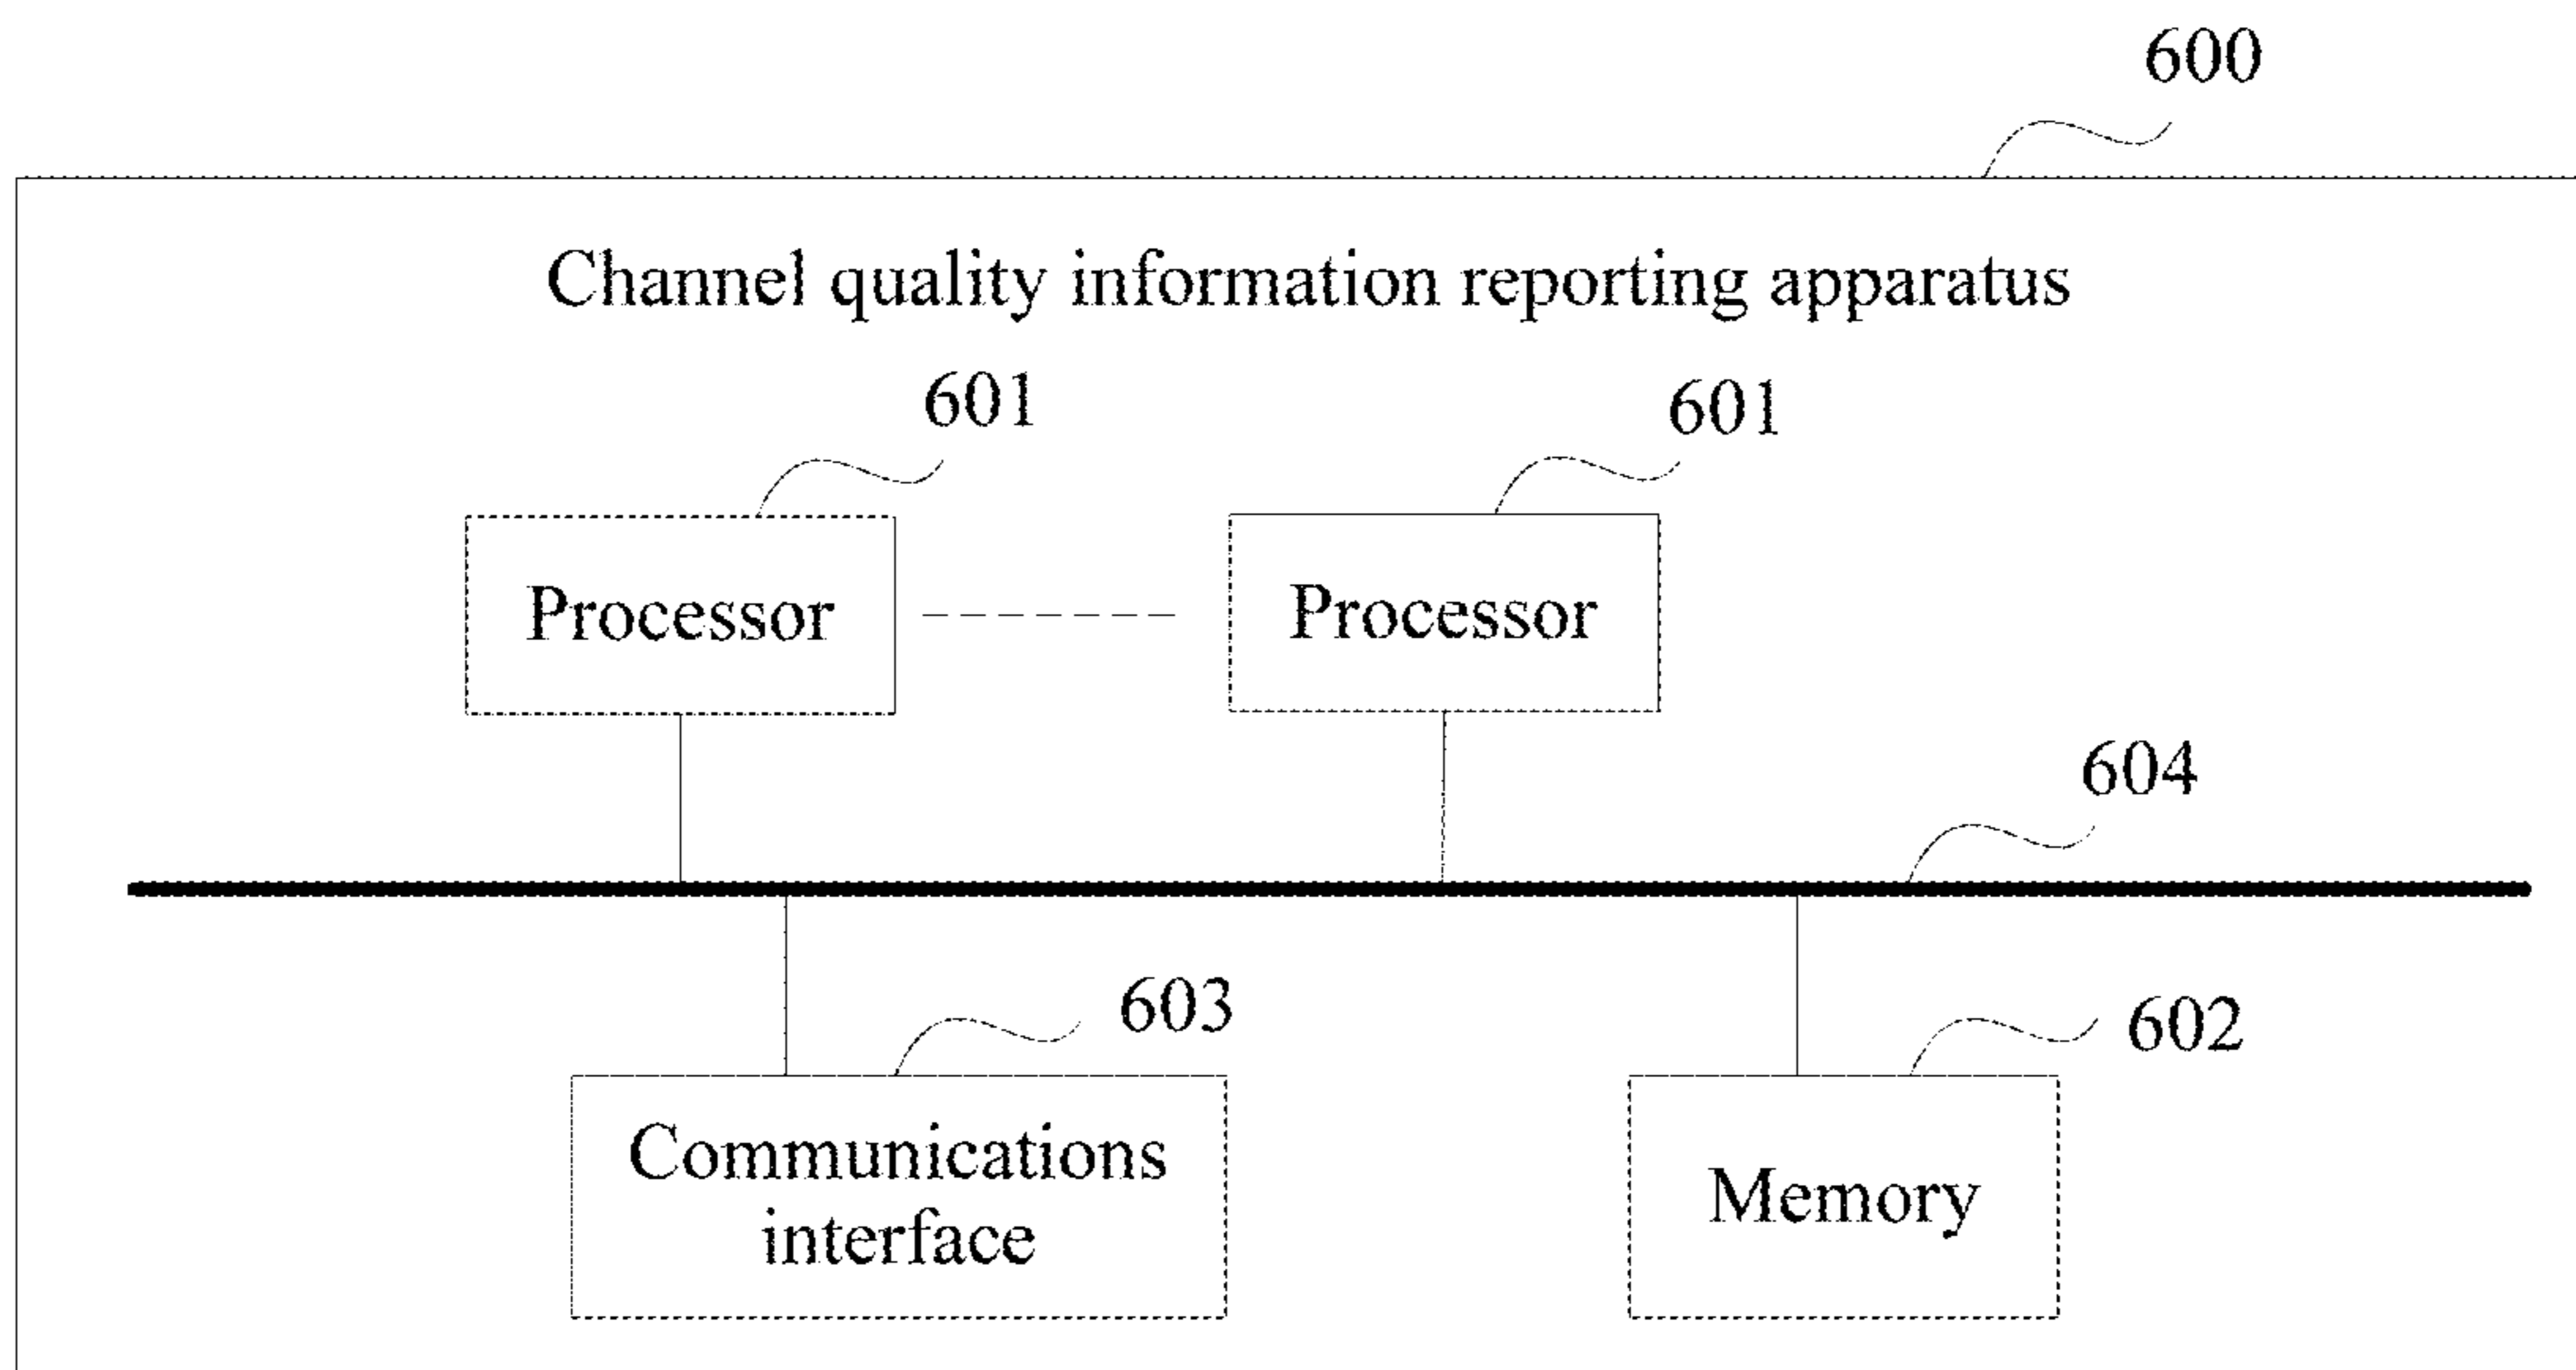 600
Channel quality information reporting apparatus
601
601
Processor
Processor
604
603
602
Communications
interface
Memory